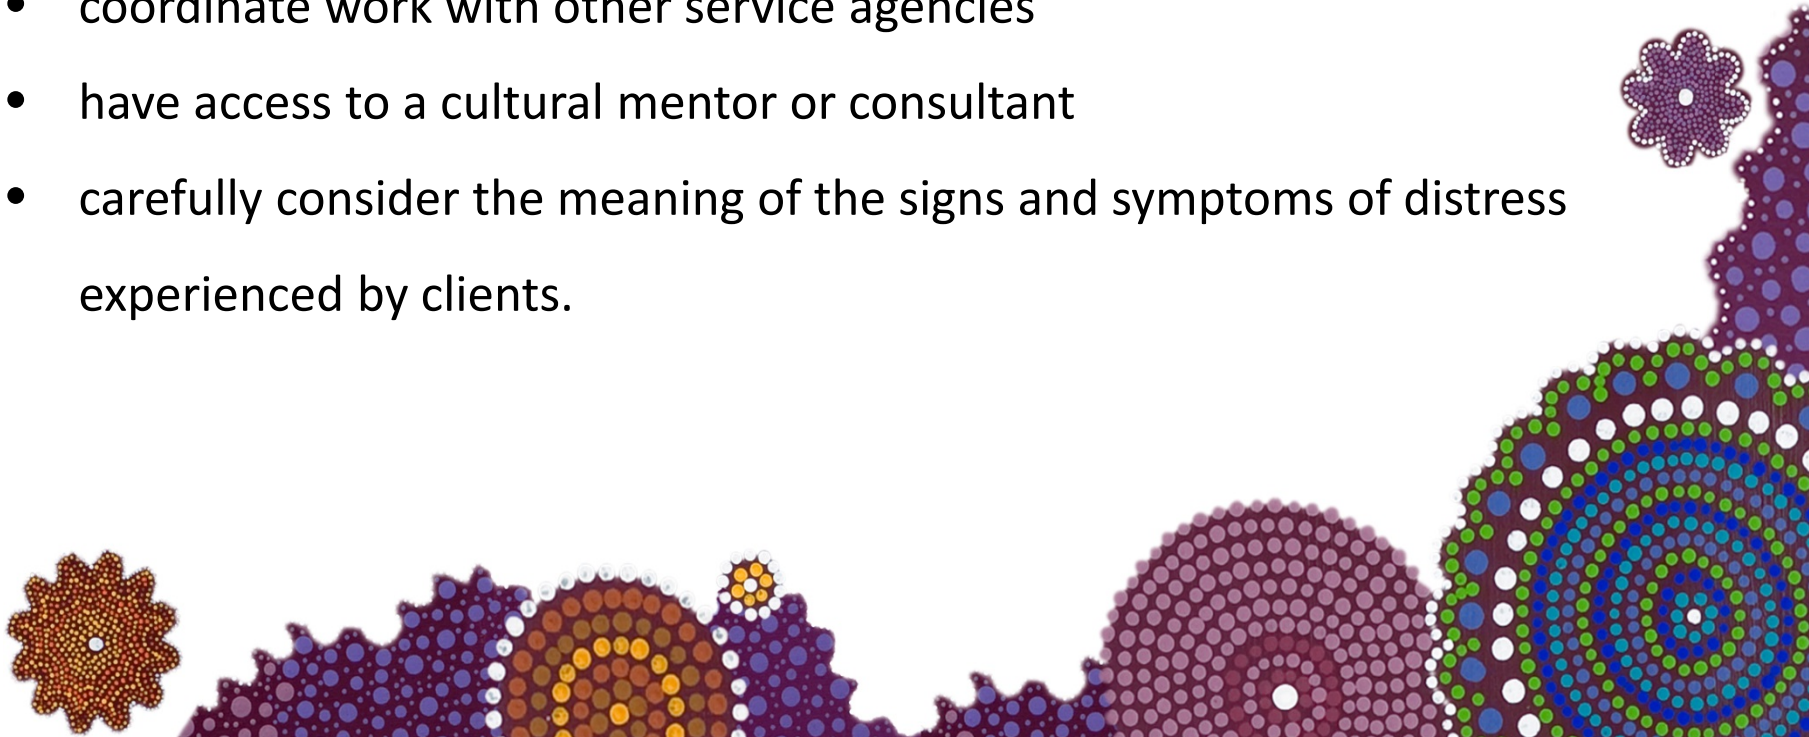 • coordinate work with other service agencies
• have access to a cultural mentor or consultant
• carefully consider the meaning of the signs and symptoms of distress
experienced by clients.